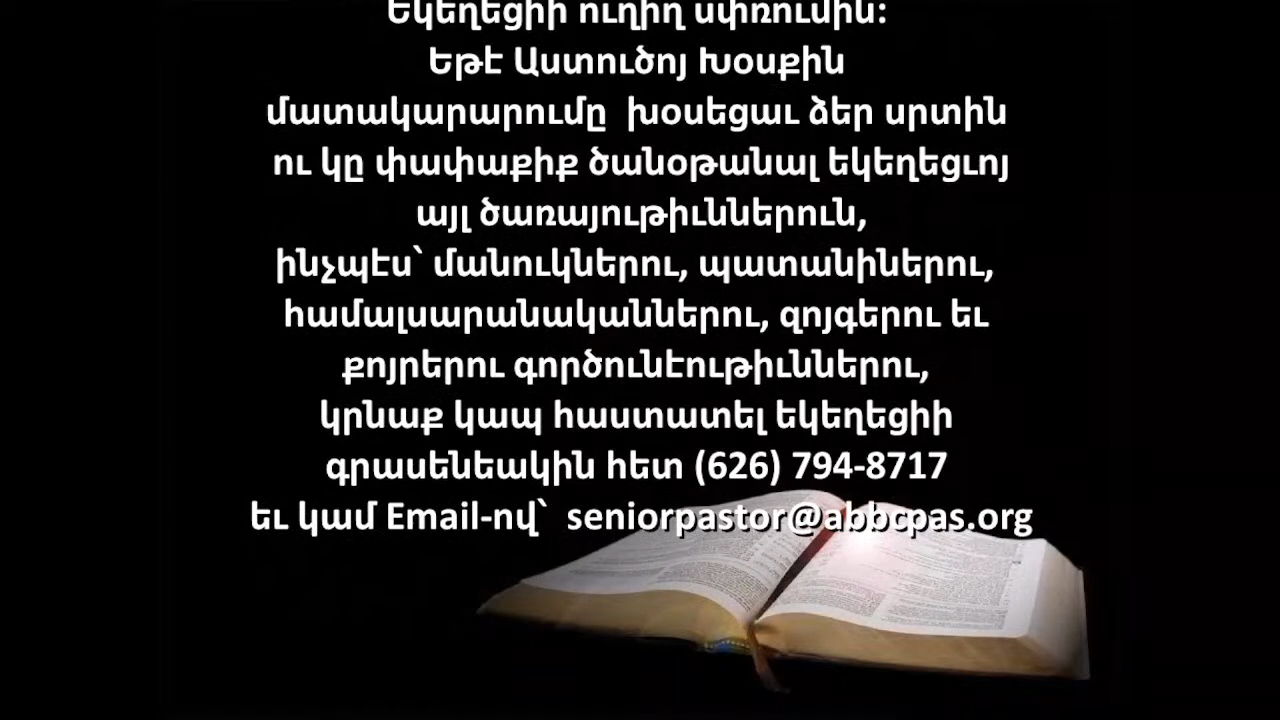 Եկեղեցիի ուղիղ սփռումին։
Եթէ Աստուծոյ Խօսքին
մատակարարումը խօսեցաւ ձեր սրտին
ու կը փափաքիք ծանօթանալ եկեղեցւոյ
այլ ծառայութիւններուն,
ինչպէս՝ մանուկներու, պատանիներու,
համալսարանականներու, զոյգերու եւ
քոյրերու գործունէութիւններու,
կրնաք կապ հաստատել եկեղեցիի
գրասենեակին հետ (626) 794-8717
եւ կամ Email-ով՝ seniorpastor@abbcpas.org